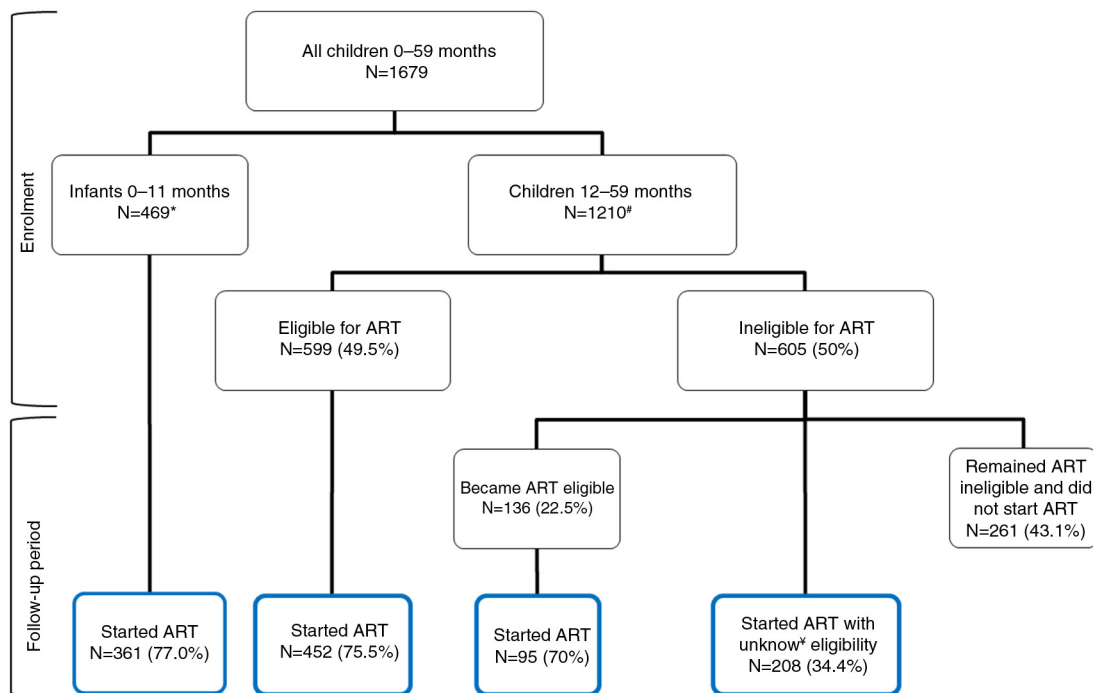 All children 0–59 months
N=1679
Enrolment
Infants 0–11 months
N=469*
Children 12–59 months
N=1210#
Eligible for ART
N=599 (49.5%)
Ineligible for ART
N=605 (50%)
Follow-up period
Became ART eligible
N=136 (22.5%)
Remained ART
ineligible and did
not start ART
N=261 (43.1%)
Started ART
N=361 (77.0%)
Started ART
N=452 (75.5%)
Started ART
N=95 (70%)
Started ART with
unknow¥ eligibility
N=208 (34.4%)